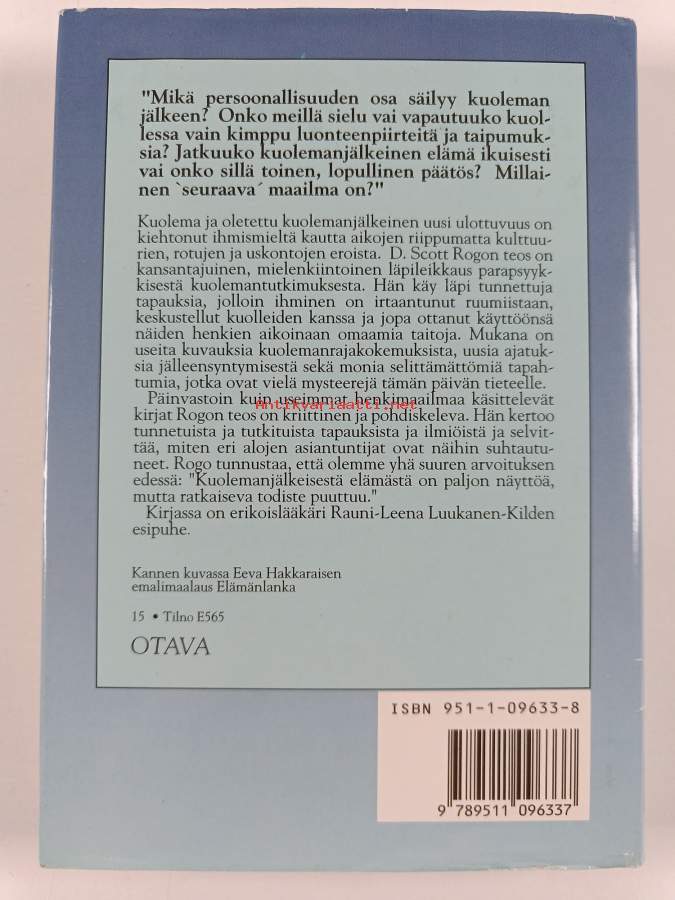 "Mikä persoonallisuuden osa säilyy kuoleman
jälkeen? Onko meillä sielu vai vapautuuko kuol-
lessa vain kimppu luonteenpiirteitä ja taipumuk-
sia? Jatkuuko kuolemanjälkeinen elämä ikuisesti
vai onko sillä toinen, lopullinen päätös? Millai-
nen `seuraava´ maailma on?"
Kuolema ja oletettu kuolemanjälkeinen uusi ulottuvuus on
kiehtonut ihmismieltä kautta aikojen riippumatta kulttuu-
rien, rotujen ja uskontojen eroista. D. Scott Rogon teos on
kansantajuinen, mielenkiintoinen läpileikkaus parapsyyk-
kisestä kuolemantutkimuksesta. Hän käy läpi tunnettuja
tapauksia, jolloin ihminen on irtaantunut ruumiistaan,
keskustellut kuolleiden kanssa ja jopa ottanut käyttöönsä
näiden henkien aikoinaan omaamia taitoja. Mukana on
useita kuvauksia kuolemanrajakokemuksista, uusia ajatuk-
sia jälleensyntymisestä sekä monia selittämättömiä tapah-
tumia, jotka ovat vielä mysteerejä tämän päivän tieteelle.
Päinvastoin kuin useimmat henkimaailmaa käsittelevät
Antikvariaatti.net
kirjat Rogon teos on kriittinen ja pohdiskeleva. Hän kertoo
tunnetuista ja tutkituista tapauksista ja ilmiöistä ja selvit-
tää, miten eri alojen asiantuntijat ovat näihin suhtautu-
neet. Rogo tunnustaa, että olemme yhä suuren arvoituksen
edessä: "Kuolemanjälkeisestä elämästä on paljon näyttöä,
mutta ratkaiseva todiste puuttuu."
Kirjassa on erikoislääkäri Rauni-Leena Luukanen-Kilden
esipuhe.
Kannen kuvassa Eeva Hakkaraisen
emalimaalaus Elämänlanka
15 • Tilno E565
OTAVA
ISBN 951-1-09633-8
9 789511 096337